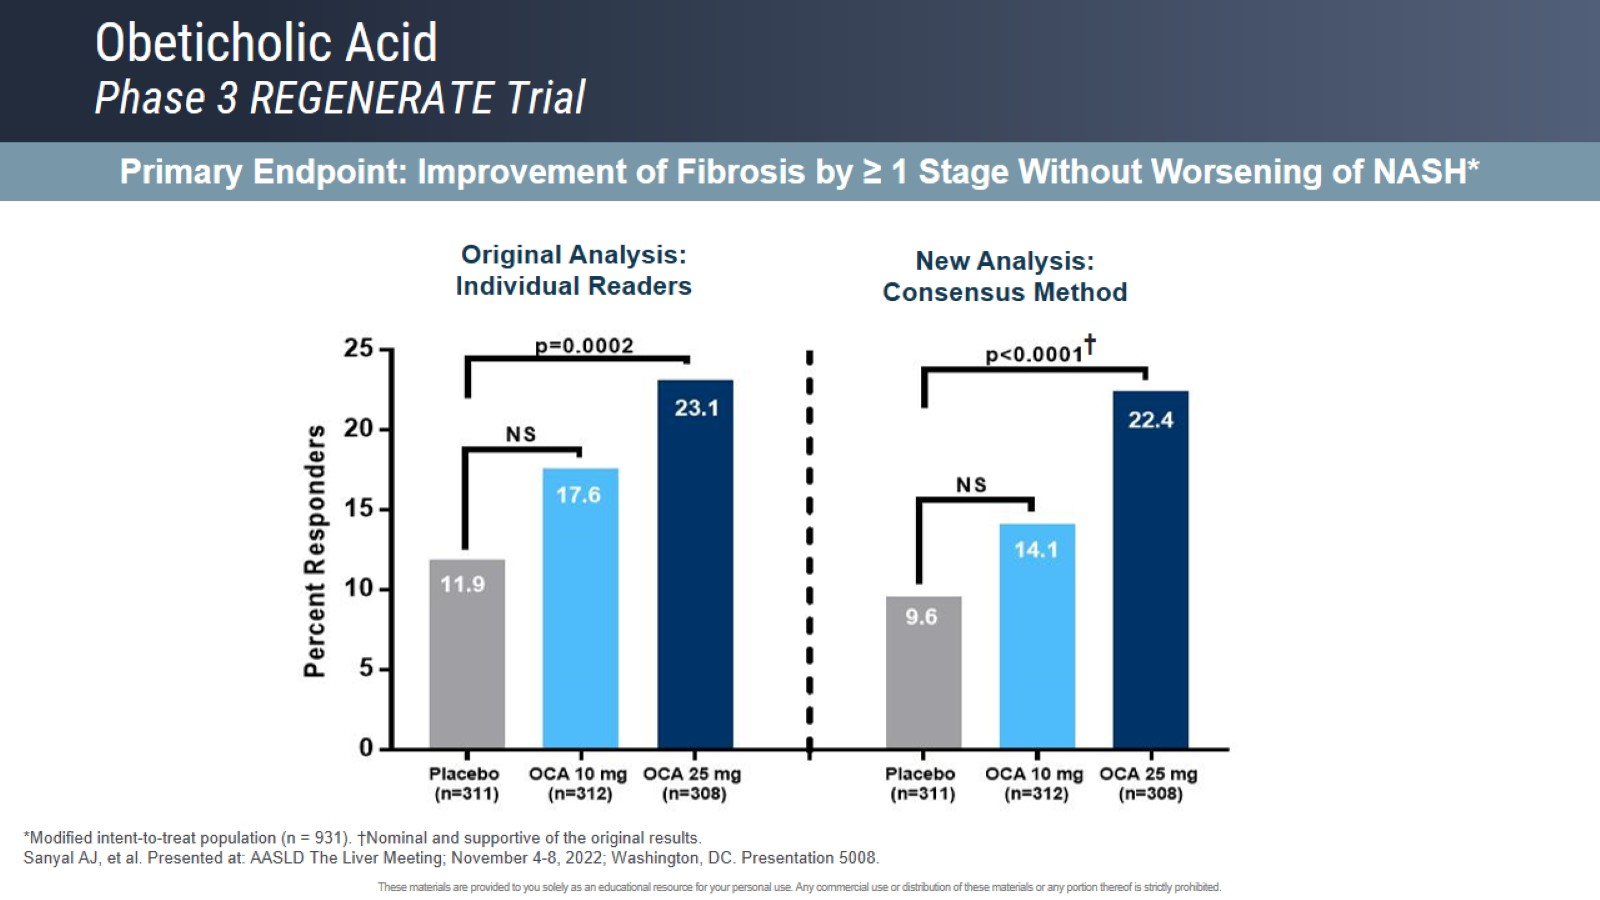 Obeticholic Acid
Phase 3 REGENERATE Trial
Primary Endpoint: Improvement of Fibrosis by ≥ 1 Stage Without Worsening of NASH*
Original Analysis:
Individual Readers
New Analysis:
Consensus Method
Percent Responders
25
20
15
10
5
0
p=0.0002
NS
11.9
17.6
23.1
Placebo
(n=311)
OCA 10 mg
(n=312)
OCA 25 mg
(n=308)
p<0.0001†
NS
9.6
14.1
22.4
Placebo
(n=311)
OCA 10 mg
(n=312)
OCA 25 mg
(n=308)
*Modified intent-to-treat population (n = 931). †Nominal and supportive of the original results.
Sanyal AJ, et al. Presented at: AASLD The Liver Meeting; November 4-8, 2022; Washington, DC. Presentation 5008.
These materials are provided to you solely as an educational resource for your personal use. Any commercial use or distribution of these materials or any portion thereof is strictly prohibited.